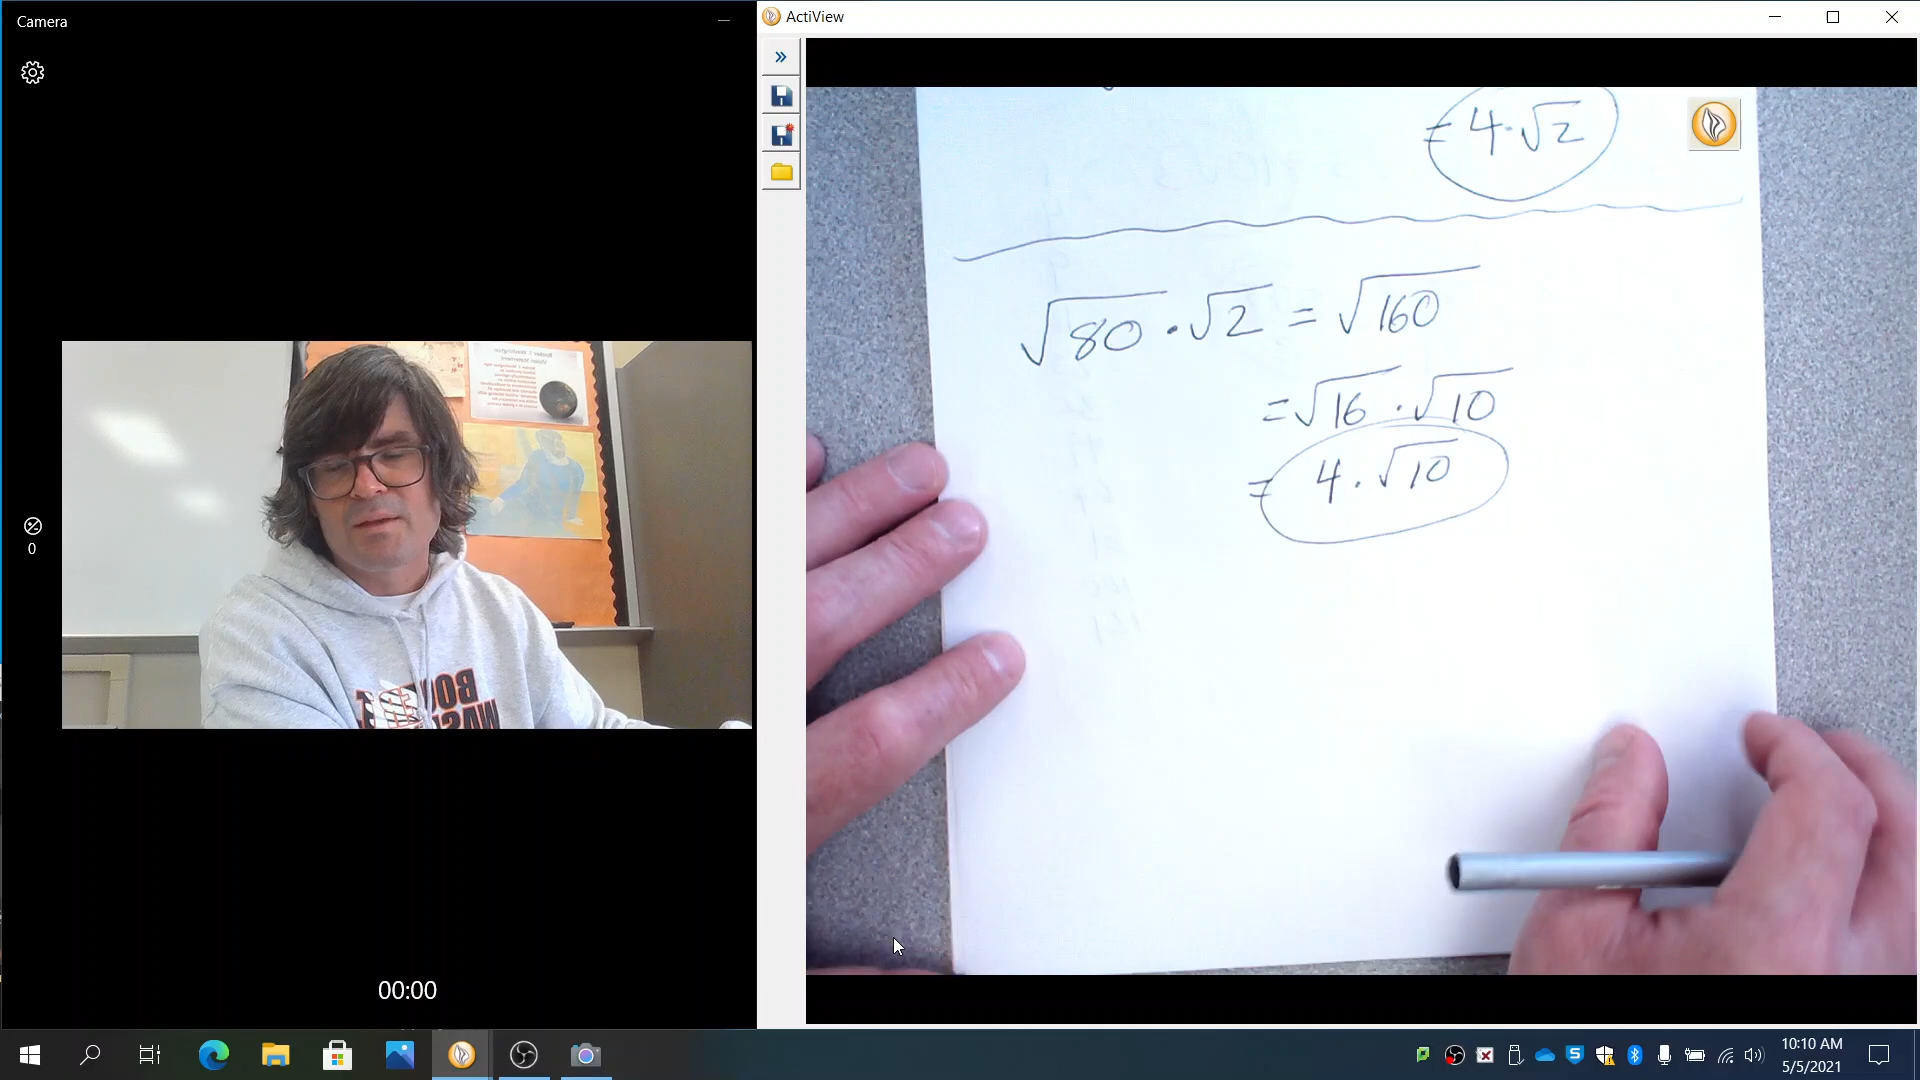 Camera
ActiView
= 4·√2
√80 · √2 = √160
= √16 · √10
= 4 · √10
0
00:00
10:10 AM
5/5/2021